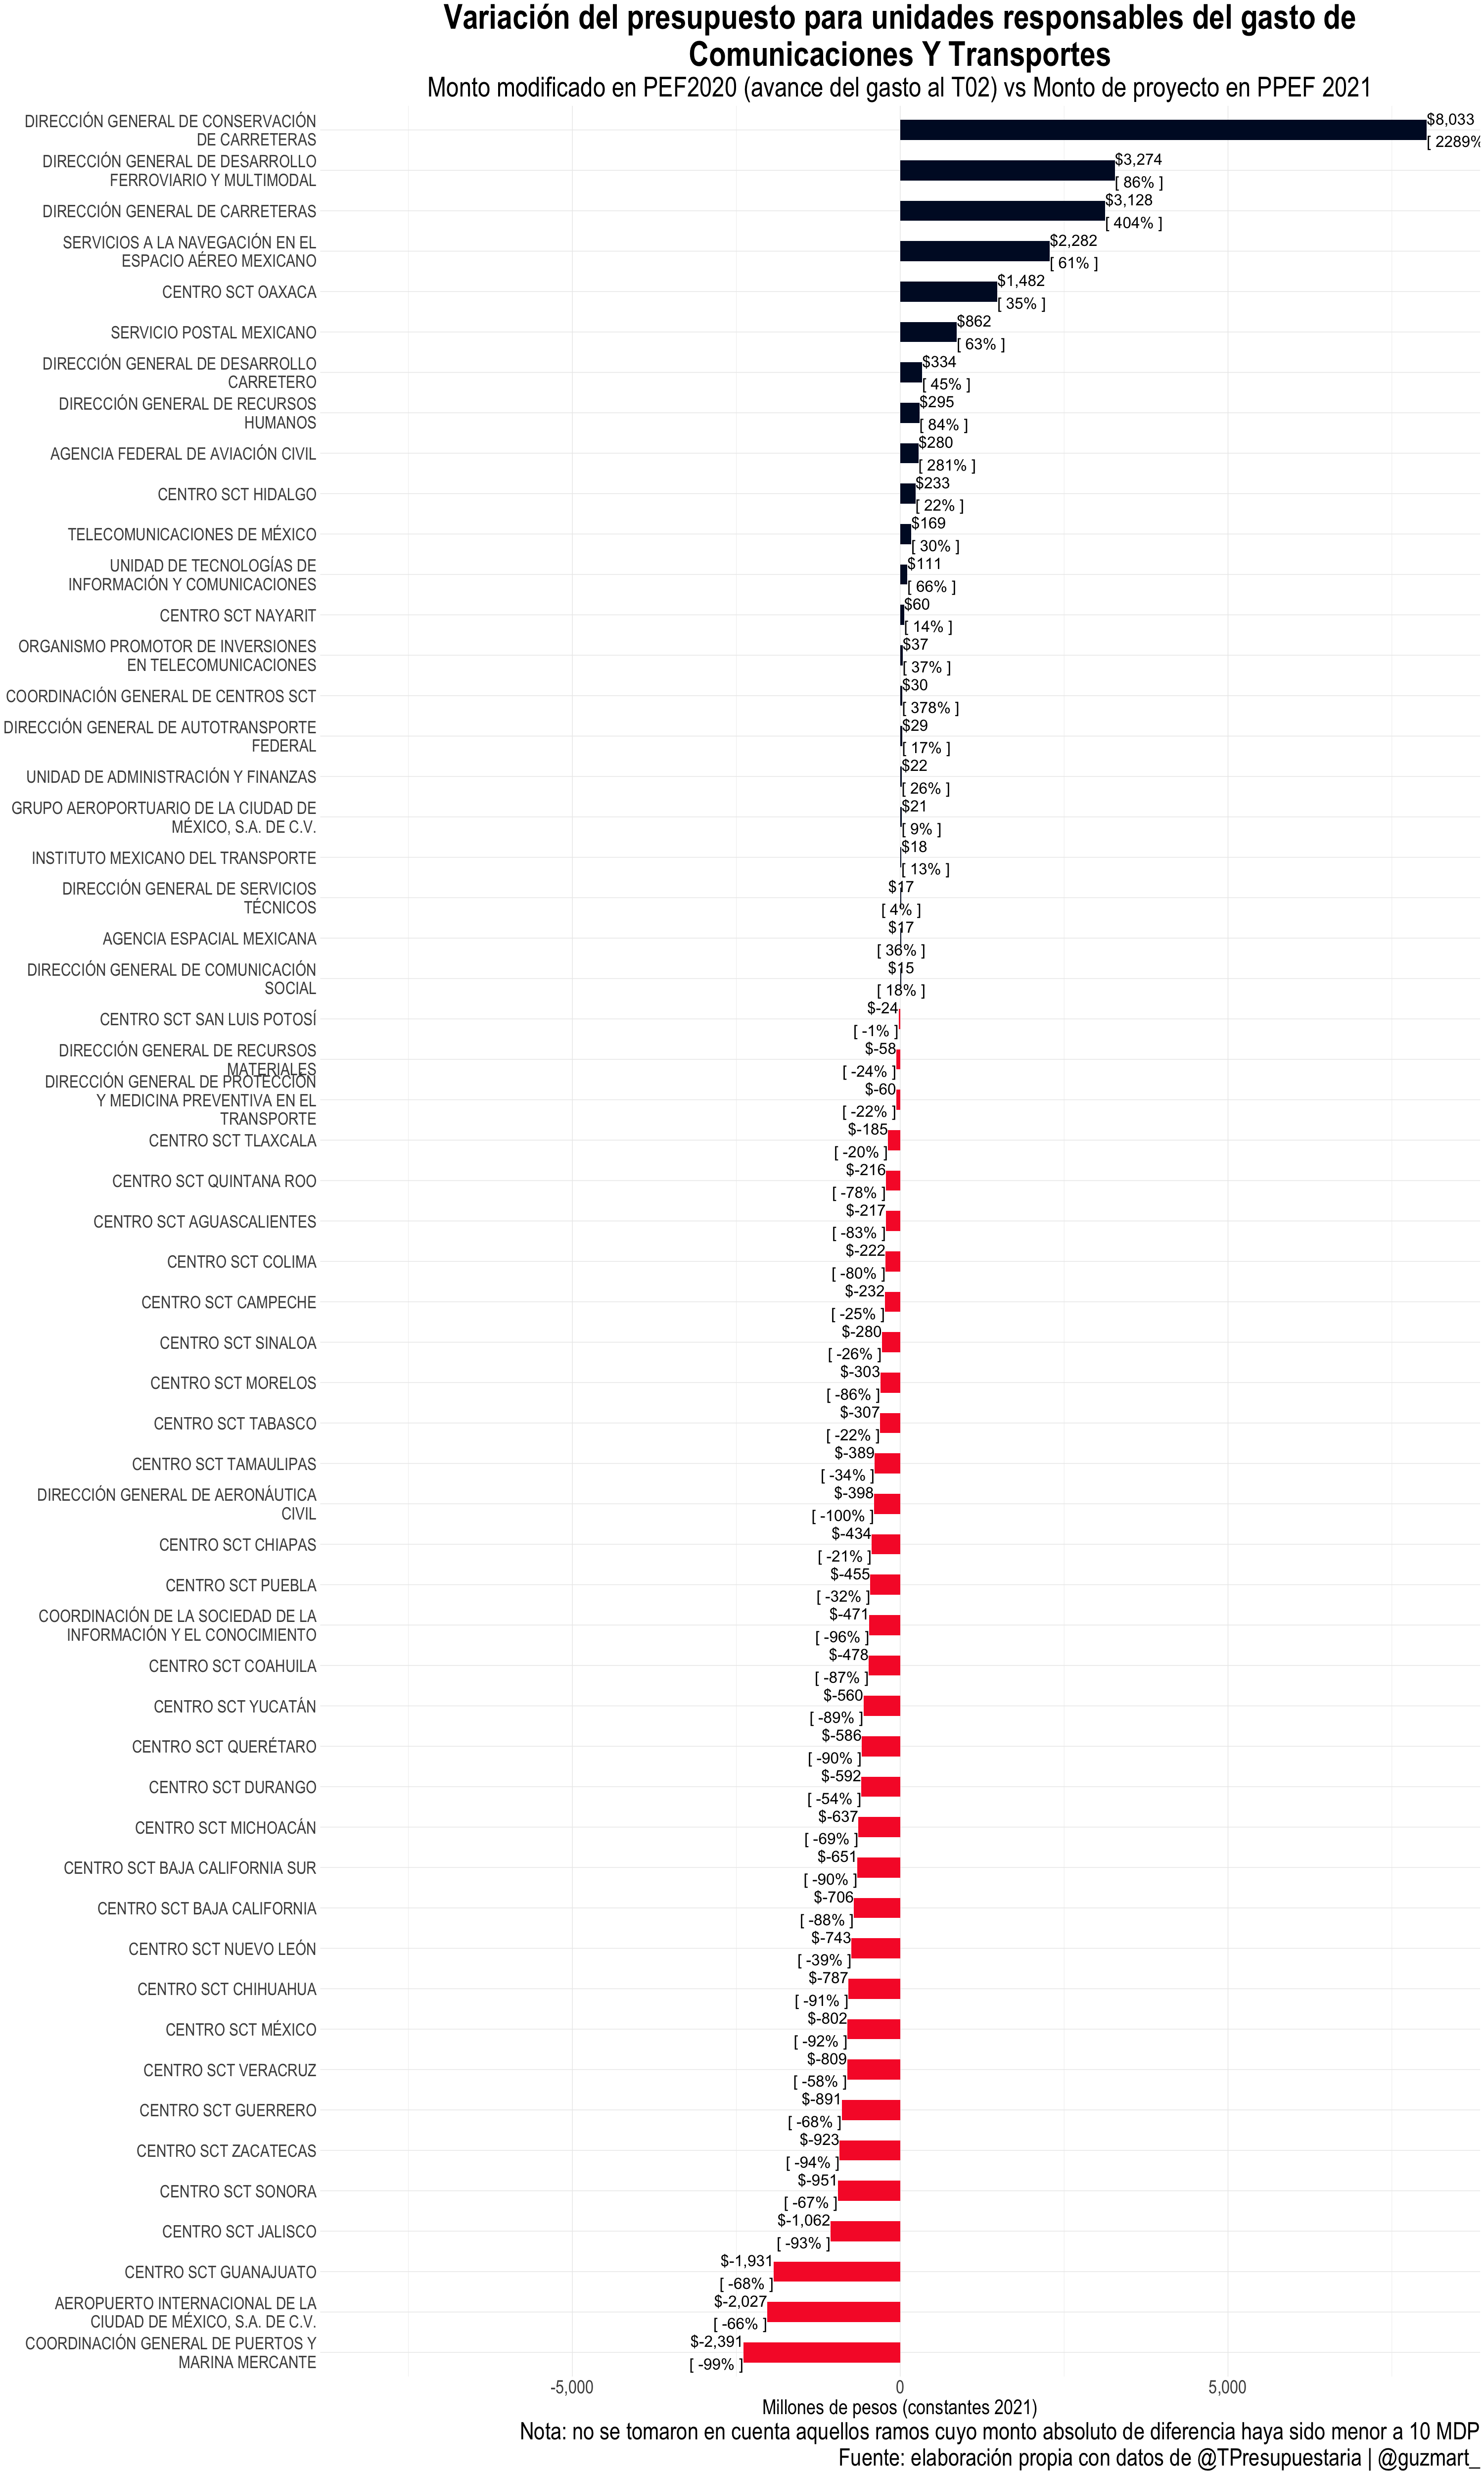 Variación del presupuesto para unidades responsables del gasto de
Comunicaciones Y Transportes
Monto modificado en PEF2020 (avance del gasto al T02) vs Monto de proyecto en PPEF 2021
DIRECCIÓN GENERAL DE CONSERVACIÓN
DE CARRETERAS
$8,033
[ 2289%
DIRECCIÓN GENERAL DE DESARROLLO
FERROVIARIO Y MULTIMODAL
$3,274
[ 86% ]
DIRECCIÓN GENERAL DE CARRETERAS
$3,128
[ 404% ]
SERVICIOS A LA NAVEGACIÓN EN EL
ESPACIO AÉREO MEXICANO
$2,282
[ 61% ]
CENTRO SCT OAXACA
$1,482
[ 35% ]
SERVICIO POSTAL MEXICANO
$862
[ 63% ]
DIRECCIÓN GENERAL DE DESARROLLO
CARRETERO
$334
[ 45% ]
DIRECCIÓN GENERAL DE RECURSOS
HUMANOS
$295
[ 84% ]
AGENCIA FEDERAL DE AVIACIÓN CIVIL
$280
[ 281% ]
CENTRO SCT HIDALGO
$233
[ 22% ]
TELECOMUNICACIONES DE MÉXICO
$169
[ 30% ]
UNIDAD DE TECNOLOGÍAS DE
INFORMACIÓN Y COMUNICACIONES
$111
[ 66% ]
CENTRO SCT NAYARIT
$60
[ 14% ]
ORGANISMO PROMOTOR DE INVERSIONES
EN TELECOMUNICACIONES
$37
[ 37% ]
COORDINACIÓN GENERAL DE CENTROS SCT
$30
[ 378% ]
DIRECCIÓN GENERAL DE AUTOTRANSPORTE
FEDERAL
$29
[ 17% ]
UNIDAD DE ADMINISTRACIÓN Y FINANZAS
$22
[ 26% ]
GRUPO AEROPORTUARIO DE LA CIUDAD DE
MÉXICO, S.A. DE C.V.
$21
[ 9% ]
INSTITUTO MEXICANO DEL TRANSPORTE
$18
[ 13% ]
DIRECCIÓN GENERAL DE SERVICIOS
TÉCNICOS
$17
[ 4% ]
AGENCIA ESPACIAL MEXICANA
$17
[ 36% ]
DIRECCIÓN GENERAL DE COMUNICACIÓN
SOCIAL
$15
[ 18% ]
CENTRO SCT SAN LUIS POTOSÍ
$-24
[ -1% ]
DIRECCIÓN GENERAL DE RECURSOS
MATERIALES
$-58
[ -24% ]
DIRECCIÓN GENERAL DE PROTECCIÓN
Y MEDICINA PREVENTIVA EN EL
TRANSPORTE
$-60
[ -22% ]
CENTRO SCT TLAXCALA
$-185
[ -20% ]
CENTRO SCT QUINTANA ROO
$-216
[ -78% ]
CENTRO SCT AGUASCALIENTES
$-217
[ -83% ]
CENTRO SCT COLIMA
$-222
[ -80% ]
CENTRO SCT CAMPECHE
$-232
[ -25% ]
CENTRO SCT SINALOA
$-280
[ -26% ]
CENTRO SCT MORELOS
$-303
[ -86% ]
CENTRO SCT TABASCO
$-307
[ -22% ]
CENTRO SCT TAMAULIPAS
$-389
[ -34% ]
DIRECCIÓN GENERAL DE AERONÁUTICA
CIVIL
$-398
[ -100% ]
CENTRO SCT CHIAPAS
$-434
[ -21% ]
CENTRO SCT PUEBLA
$-455
[ -32% ]
COORDINACIÓN DE LA SOCIEDAD DE LA
INFORMACIÓN Y EL CONOCIMIENTO
$-471
[ -96% ]
CENTRO SCT COAHUILA
$-478
[ -87% ]
CENTRO SCT YUCATÁN
$-560
[ -89% ]
CENTRO SCT QUERÉTARO
$-586
[ -90% ]
CENTRO SCT DURANGO
$-592
[ -54% ]
CENTRO SCT MICHOACÁN
$-637
[ -69% ]
CENTRO SCT BAJA CALIFORNIA SUR
$-651
[ -90% ]
CENTRO SCT BAJA CALIFORNIA
$-706
[ -88% ]
CENTRO SCT NUEVO LEÓN
$-743
[ -39% ]
CENTRO SCT CHIHUAHUA
$-787
[ -91% ]
CENTRO SCT MÉXICO
$-802
[ -92% ]
CENTRO SCT VERACRUZ
$-809
[ -58% ]
CENTRO SCT GUERRERO
$-891
[ -68% ]
CENTRO SCT ZACATECAS
$-923
[ -94% ]
CENTRO SCT SONORA
$-951
[ -67% ]
CENTRO SCT JALISCO
$-1,062
[ -93% ]
CENTRO SCT GUANAJUATO
$-1,931
[ -68% ]
AEROPUERTO INTERNACIONAL DE LA
CIUDAD DE MÉXICO, S.A. DE C.V.
$-2,027
[ -66% ]
COORDINACIÓN GENERAL DE PUERTOS Y
MARINA MERCANTE
$-2,391
[ -99% ]
-5,000 0 5,000
Millones de pesos (constantes 2021)
Nota: no se tomaron en cuenta aquellos ramos cuyo monto absoluto de diferencia haya sido menor a 10 MDP
Fuente: elaboración propia con datos de @TPresupuestaria | @guzmart_